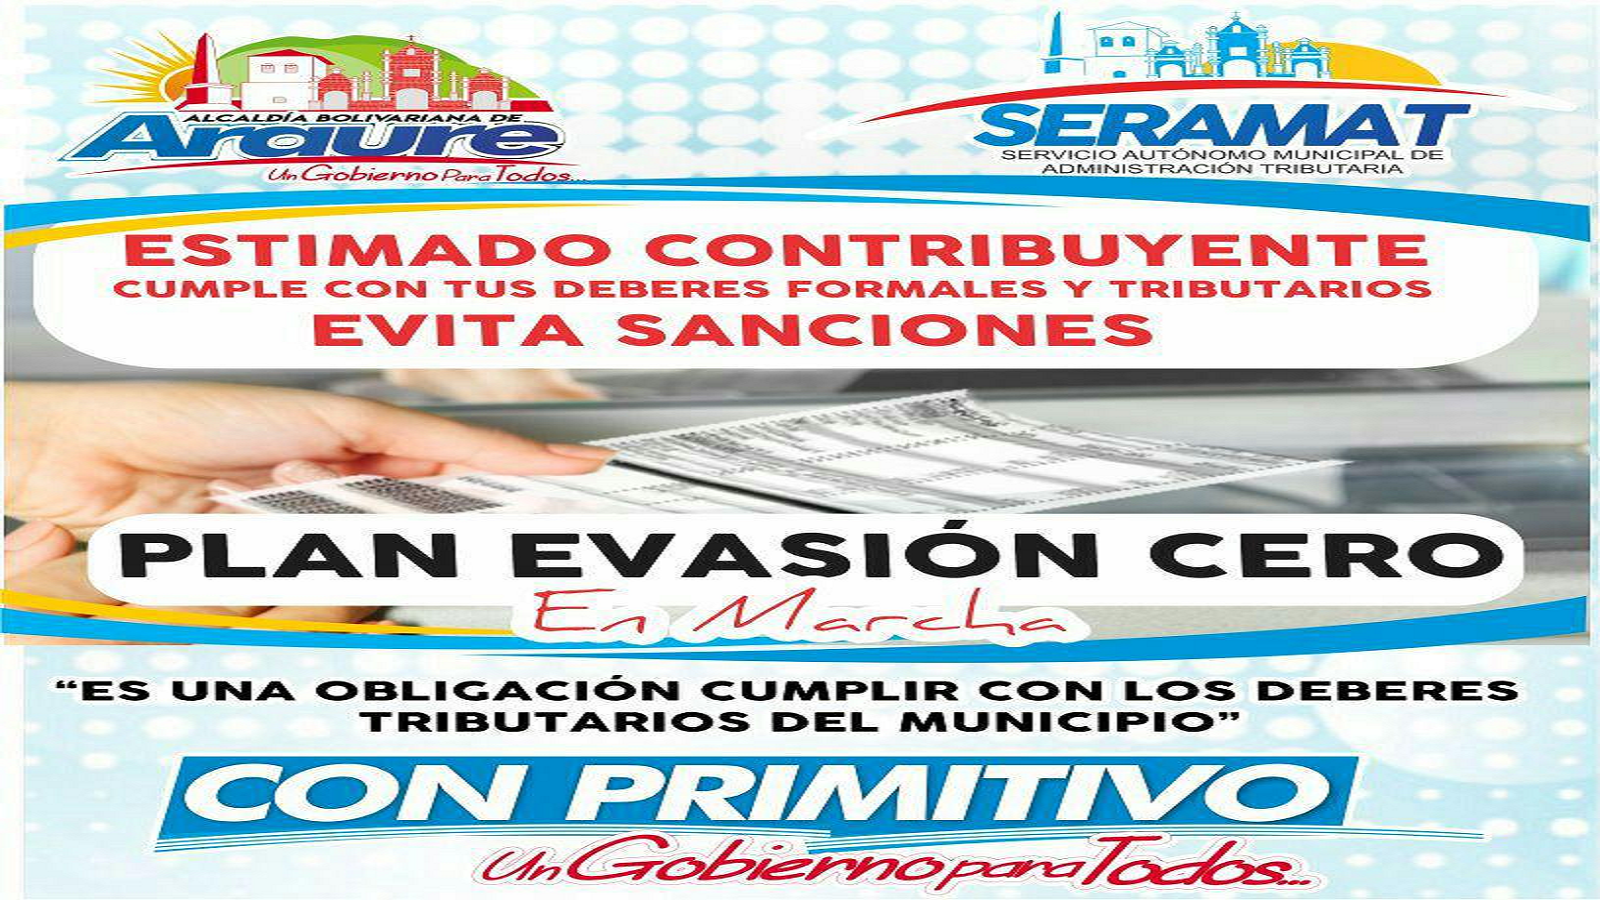 ALCALDÍA BOLIVARIANA DE
Araure
Un Gobierno Para Todos...
SERAMAT
SERVICIO AUTÓNOMO MUNICIPAL DE
ADMINISTRACIÓN TRIBUTARIA
ESTIMADO CONTRIBUYENTE
CUMPLE CON TUS DEBERES FORMALES Y TRIBUTARIOS
EVITA SANCIONES
PLAN EVASIÓN CERO
En Marcha
“ES UNA OBLIGACIÓN CUMPLIR CON LOS DEBERES
TRIBUTARIOS DEL MUNICIPIO”
CON PRIMITIVO
Un Gobierno para Todos...